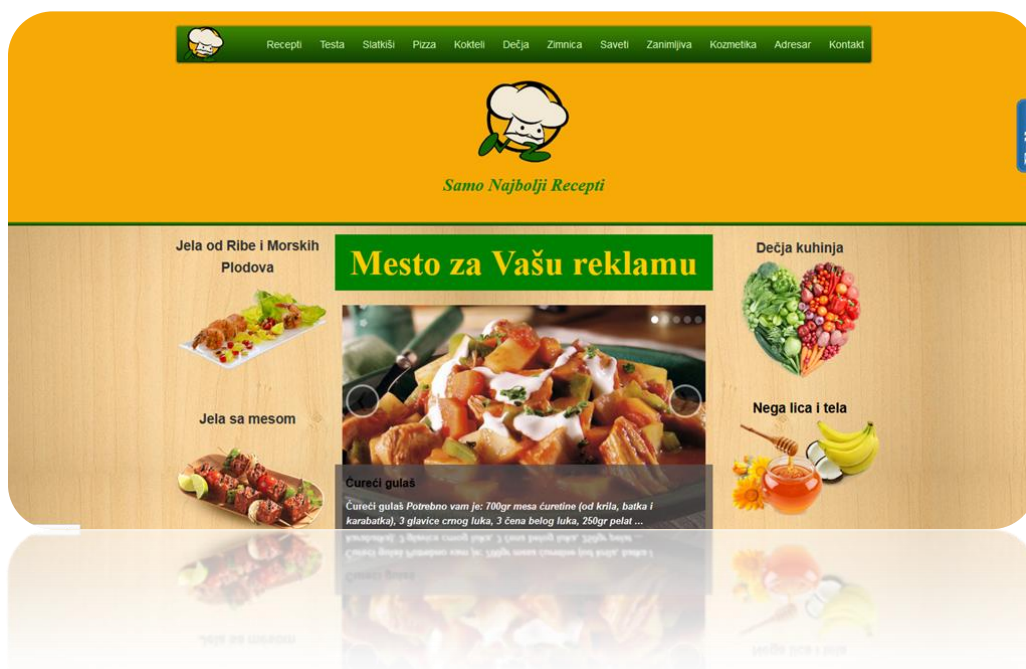 Recepti Testa Slatkiši Pizza Kokteli Dečja Zimnica Saveti Zanimljiva Kozmetika Adresar Kontakt
Samo Najbolji Recepti
Jela od Ribe i Morskih
Plodova
Jela sa mesom
Mesto za Vašu reklamu
Ćureći gulaš
Ćureći gulaš Potrebno vam je: 700gr mesa ćuretine (od krila, batka i
karabatka), 3 glavice crnog luka, 3 čena belog luka, 250gr pelat ...
Dečja kuhinja
Nega lica i tela